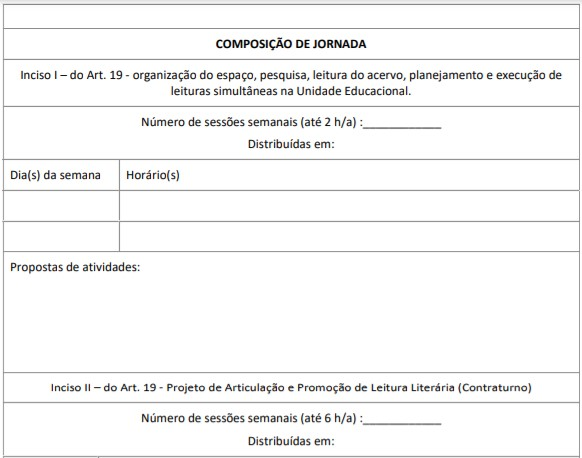 COMPOSIÇÃO DE JORNADA
Inciso I – do Art. 19 - organização do espaço, pesquisa, leitura do acervo, planejamento e execução de
leituras simultâneas na Unidade Educacional.
Número de sessões semanais (até 2 h/a) :____________
Distribuídas em:
Dia(s) da semana Horário(s)
Propostas de atividades:
Inciso II – do Art. 19 - Projeto de Articulação e Promoção de Leitura Literária (Contraturno)
Número de sessões semanais (até 6 h/a) :____________
Distribuídas em: